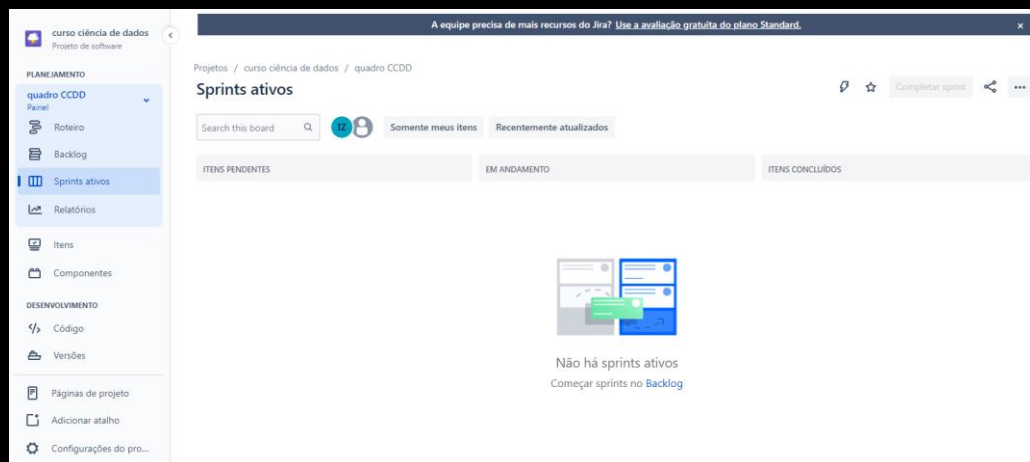 A equipe precisa de mais recursos do Jira? Use a avaliação gratuita do plano Standard.
curso ciência de dados
Projeto de software
PLANEJAMENTO
quadro CCDD
Painel
Roteiro
Backlog
Sprints ativos
Relatórios
Itens
Componentes
DESENVOLVIMENTO
Código
Versões
Páginas de projeto
Adicionar atalho
Configurações do pro...
Projetos / curso ciência de dados / quadro CCDD
Sprints ativos
Completar sprint
Search this board
IZ
Somente meus itens
Recentemente atualizados
ITENS PENDENTES
EM ANDAMENTO
ITENS CONCLUÍDOS
Não há sprints ativos
Começar sprints no Backlog